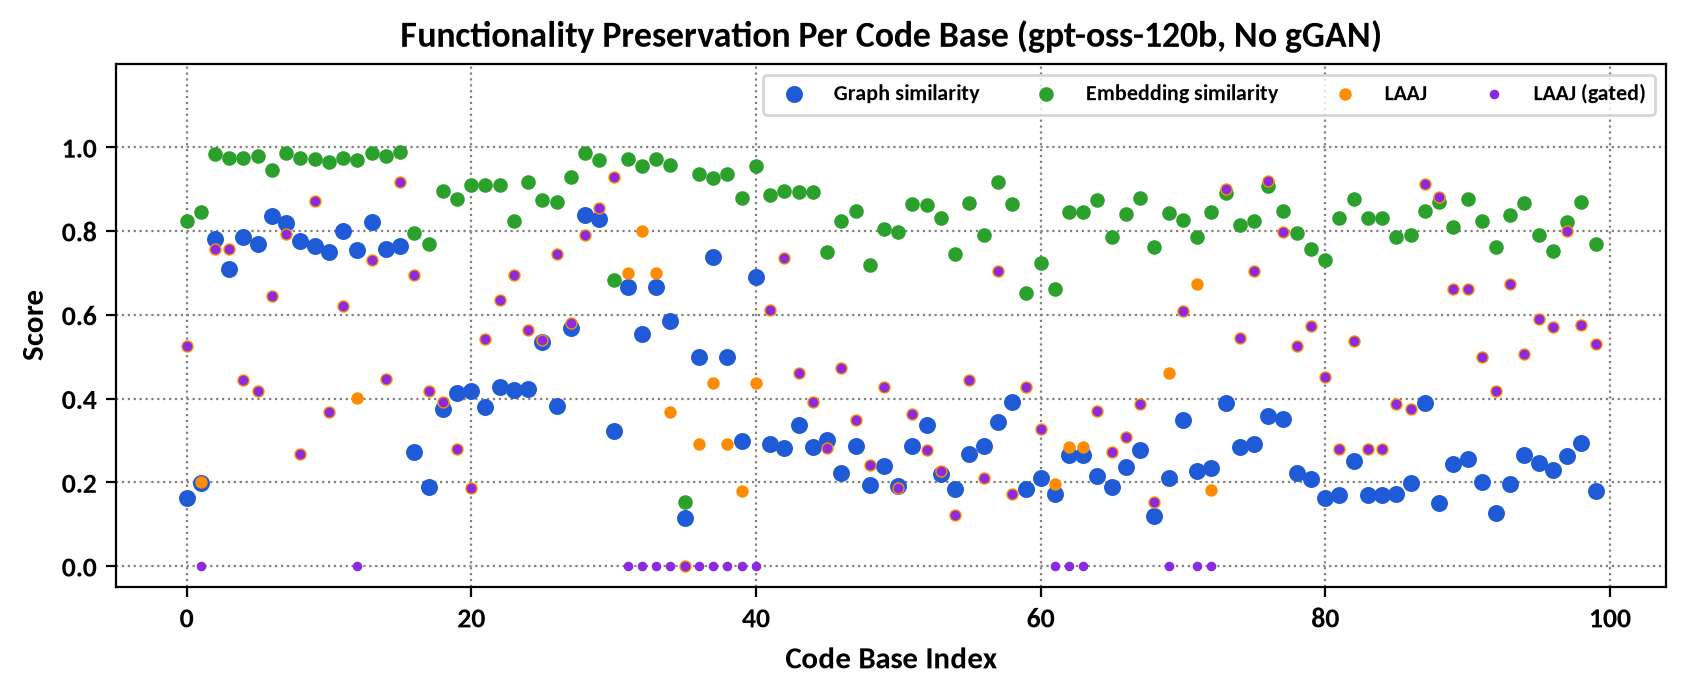 Functionality Preservation Per Code Base (gpt-oss-120b, No gGAN)
Graph similarity Embedding similarity LAAJ LAAJ (gated)
1.0
0.8
0.6
0.4
0.2
0.0
Score
0 20 40 60 80 100
Code Base Index